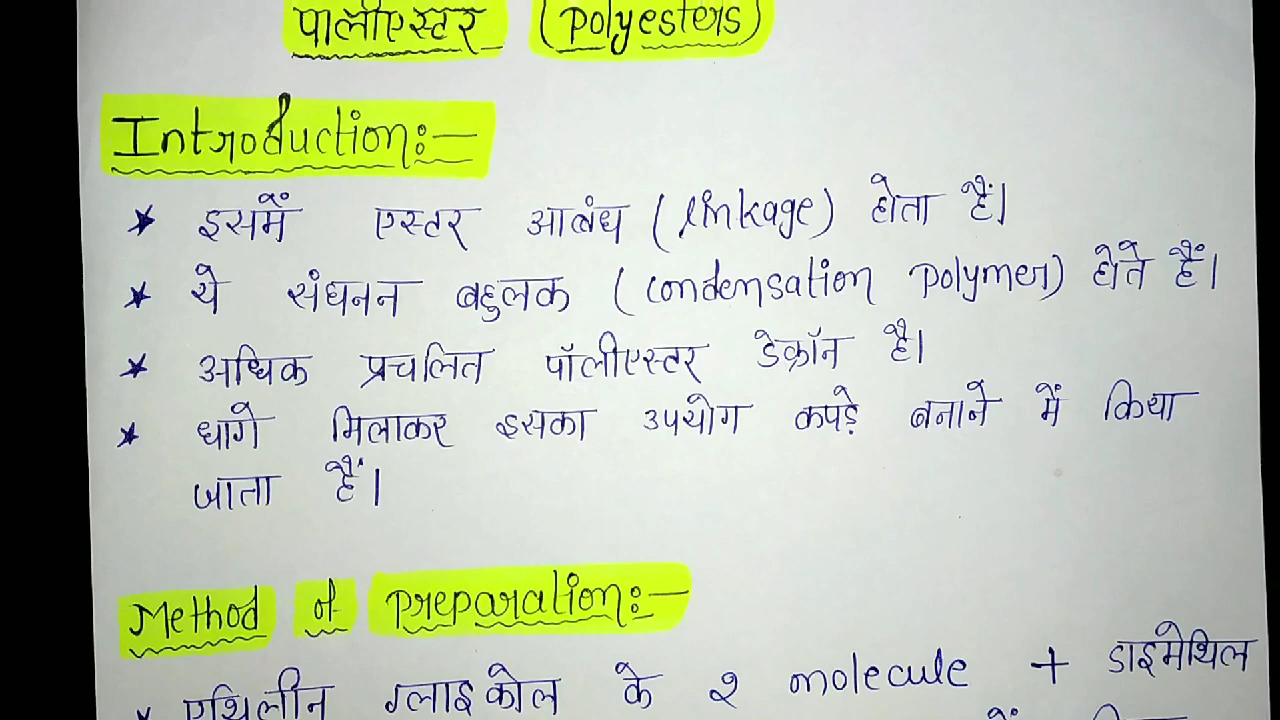 पालीएस्टर (Polyesters)
Introduction:—
* इसमें एस्टर आबंध (linkage) होता हैं।
* ये संघनन बहुलक (Condensation Polymer) होते हैं।
* अधिक प्रचलित पॉलीएस्टर डेक्रॉन है।
* धागे मिलाकर इसका उपयोग कपड़े बनाने में किया
जाता हैं।
Method of Preparation:—
* एथिलीन ग्लाइकोल के २ molecule + डाइमेथिल